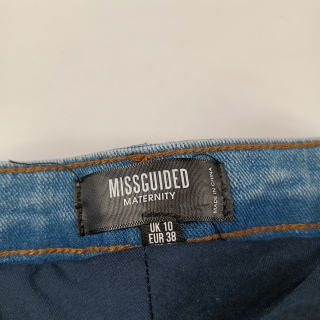 MISSGUIDED
MATERNITY
MADE IN CHINA
UK 10
EUR 38